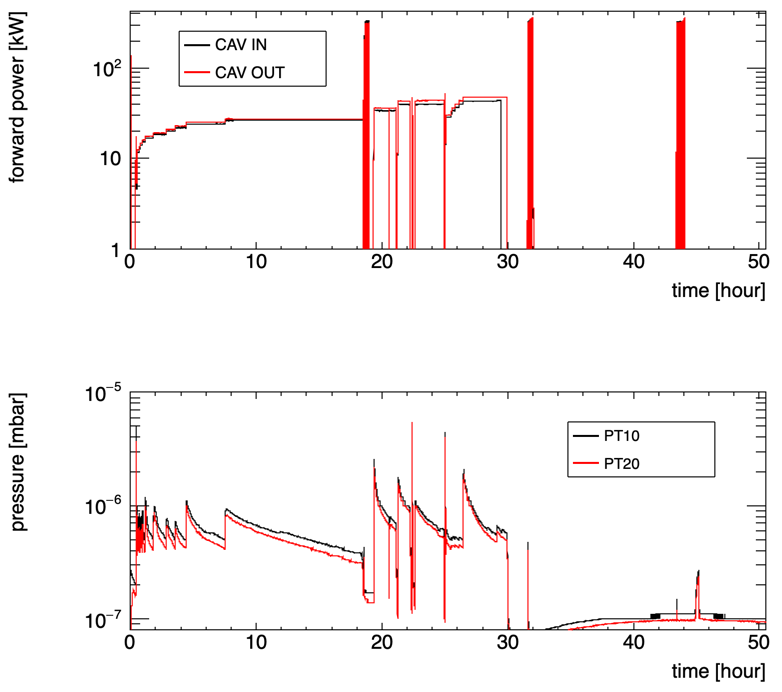 forward power [kW]
CAV IN
CAV OUT
10²
10
1
0 10 20 30 40 50
time [hour]
pressure [mbar]
10⁻⁵
PT10
PT20
10⁻⁶
10⁻⁷
0 10 20 30 40 50
time [hour]